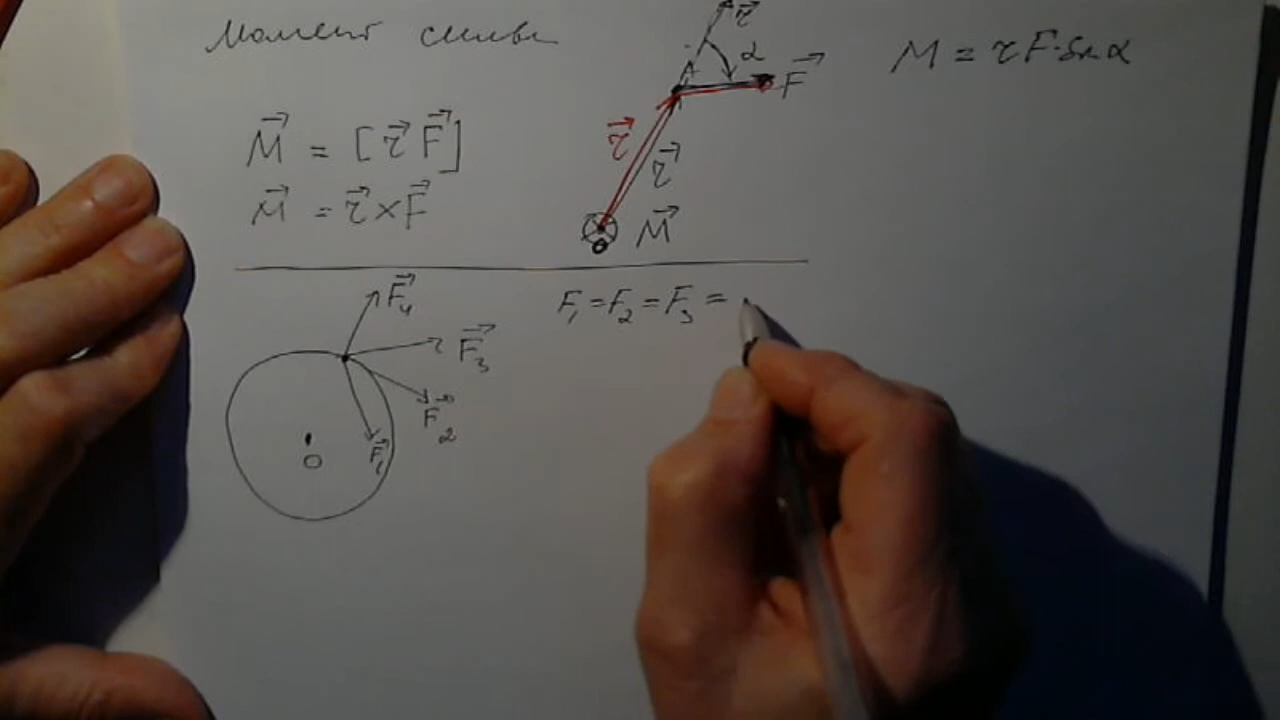 Момент силы
M = rF·sin α
M⃗ = [r⃗ F⃗]
M⃗ = r⃗ × F⃗
r⃗
α
A
F⃗
r⃗
r⃗
M⃗
O
F₁ = F₂ = F₃ =
F⃗₄
F⃗₃
F⃗₂
F⃗₁
O